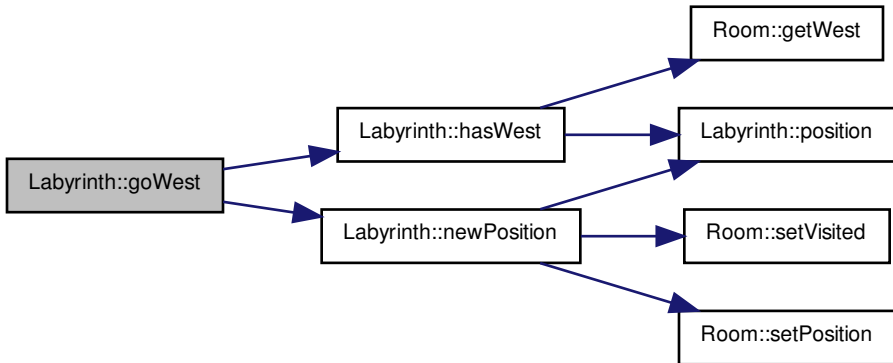 Room::getWest
Labyrinth::hasWest
Labyrinth::position
Labyrinth::goWest
Labyrinth::newPosition
Room::setVisited
Room::setPosition